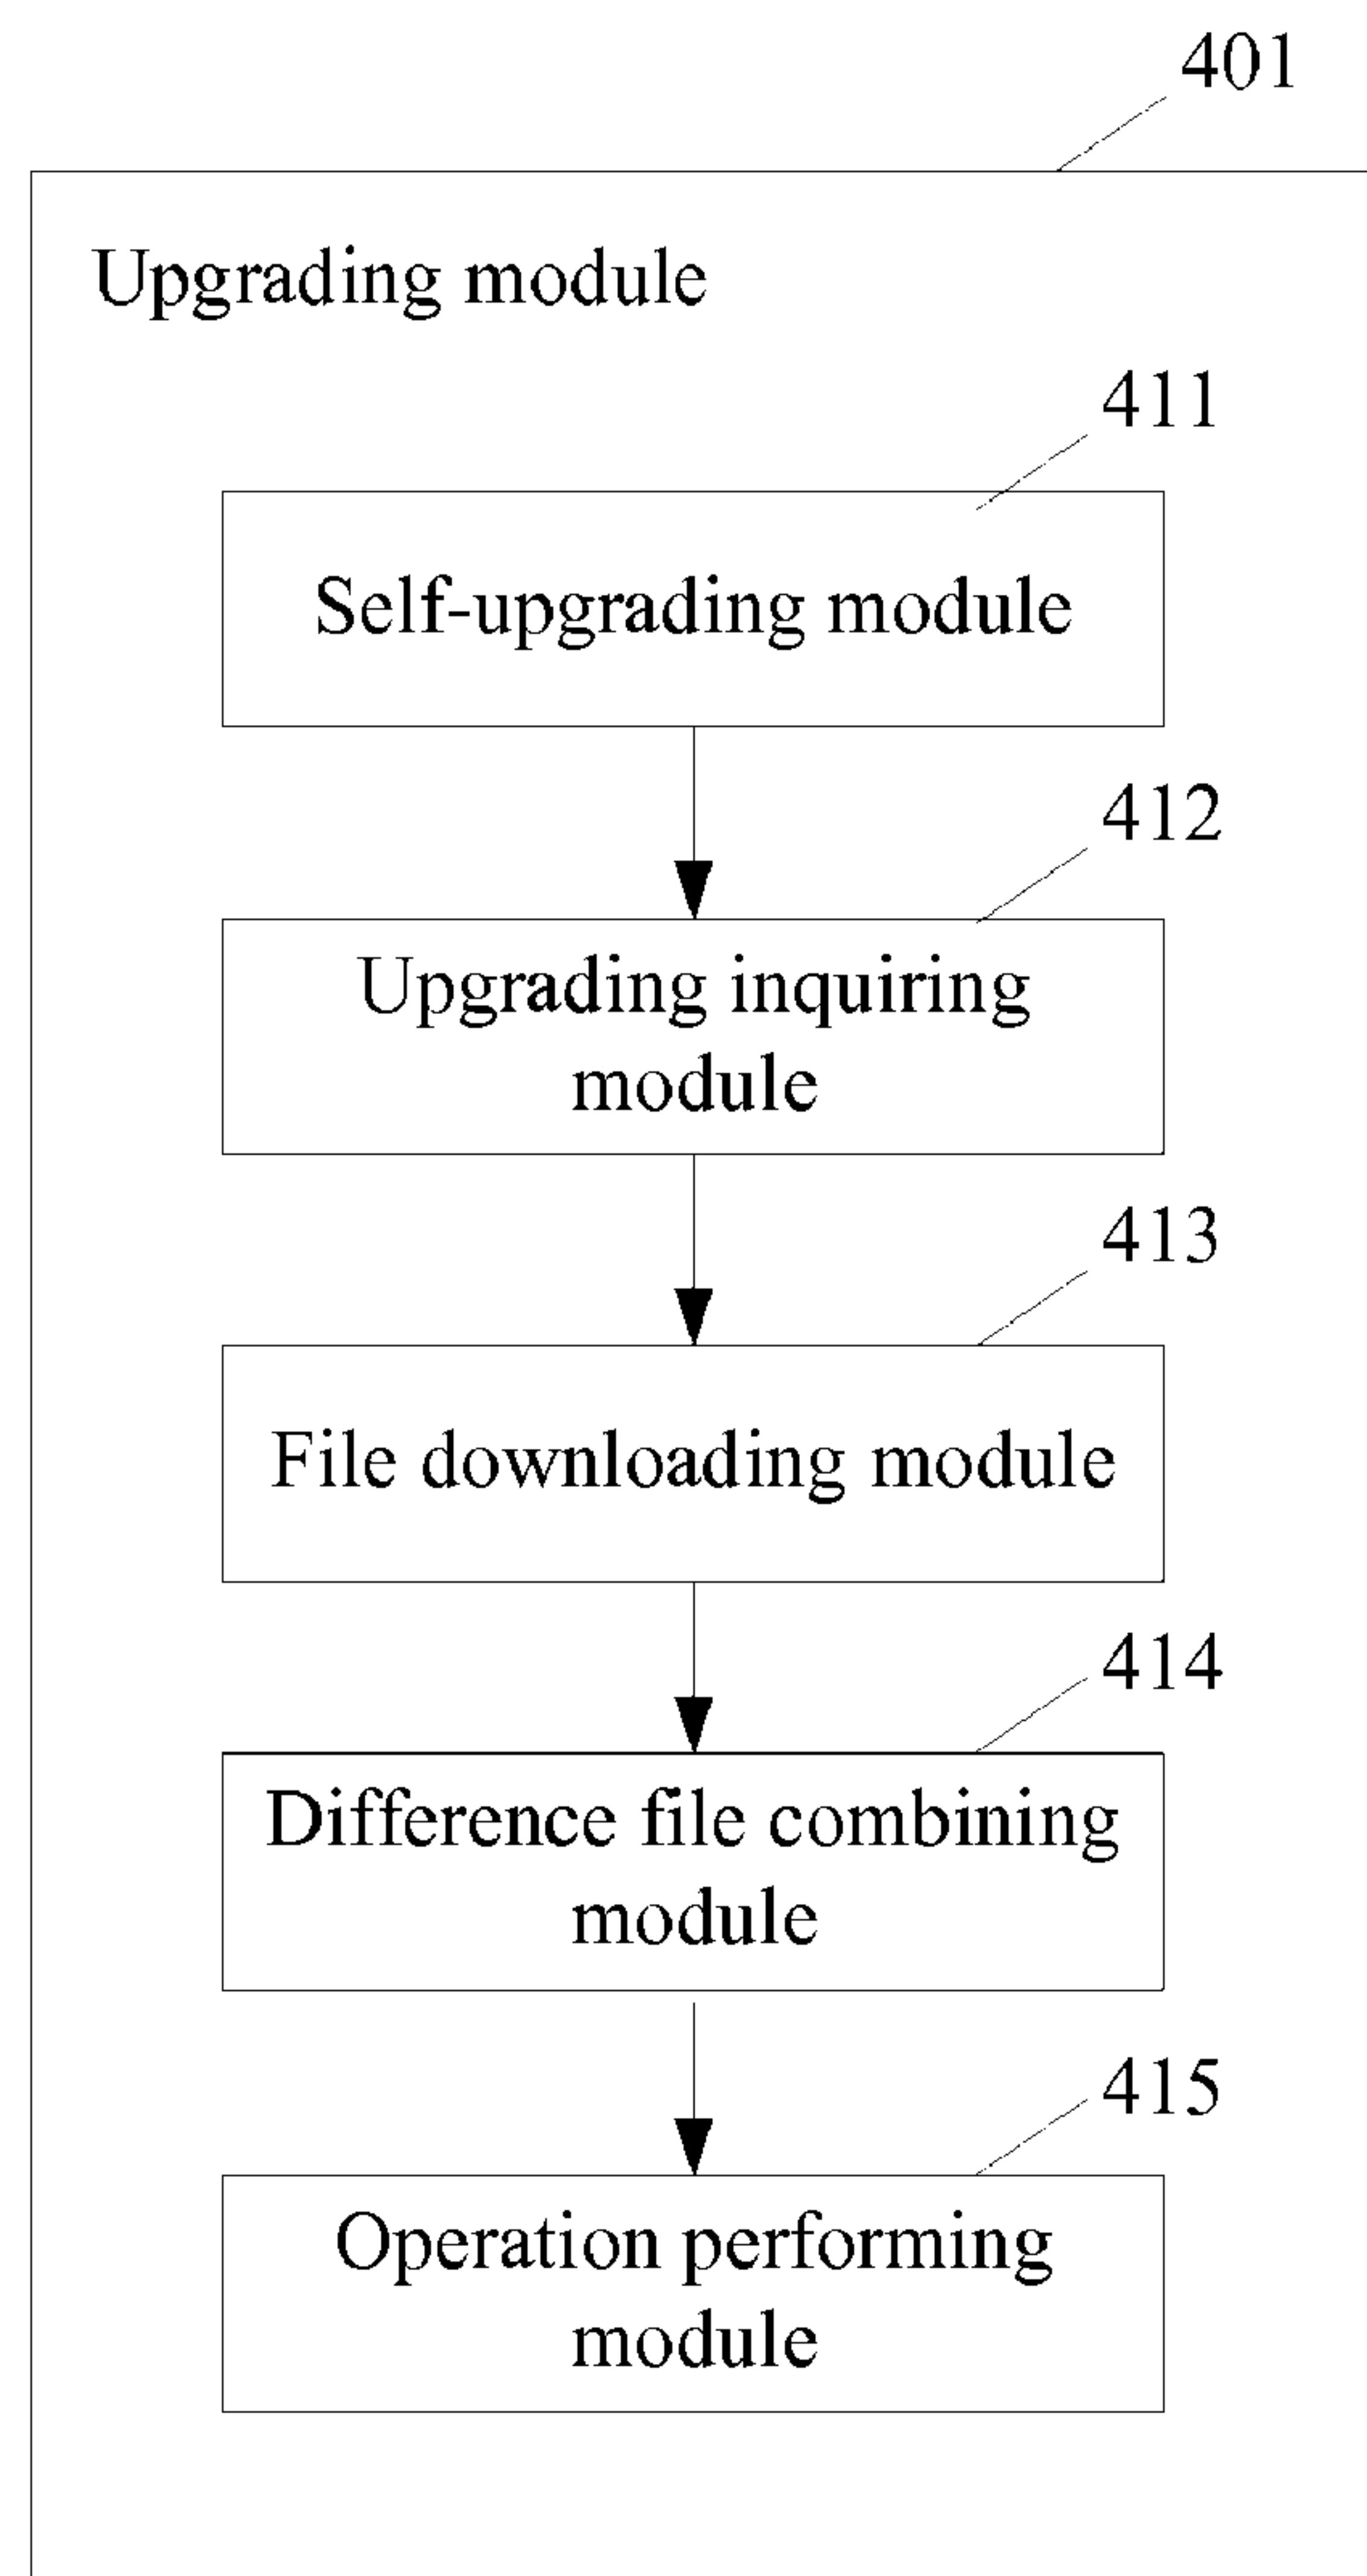 401
Upgrading module
411
Self-upgrading module
412
Upgrading inquiring
module
413
File downloading module
414
Difference file combining
module
415
Operation performing
module